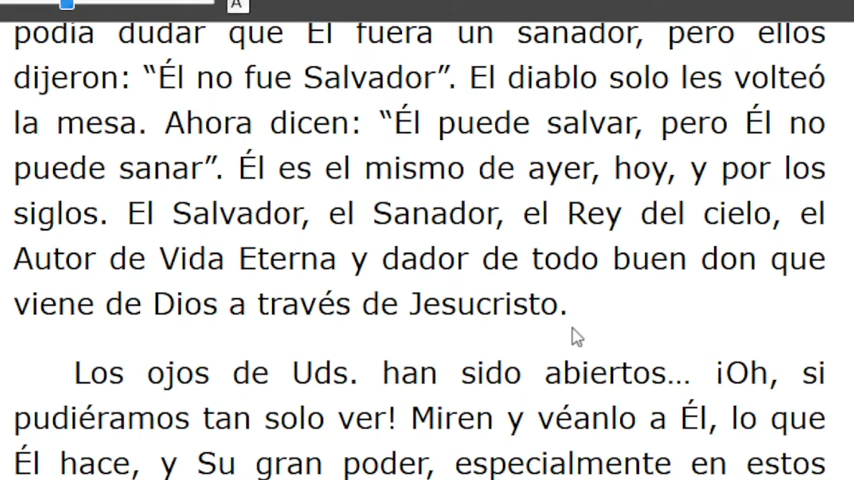 A
podía dudar que Él fuera un sanador, pero ellos
dijeron: “Él no fue Salvador”. El diablo solo les volteó
la mesa. Ahora dicen: “Él puede salvar, pero Él no
puede sanar”. Él es el mismo de ayer, hoy, y por los
siglos. El Salvador, el Sanador, el Rey del cielo, el
Autor de Vida Eterna y dador de todo buen don que
viene de Dios a través de Jesucristo.
Los ojos de Uds. han sido abiertos... ¡Oh, si
pudiéramos tan solo ver! Miren y véanlo a Él, lo que
Él hace, y Su gran poder, especialmente en estos